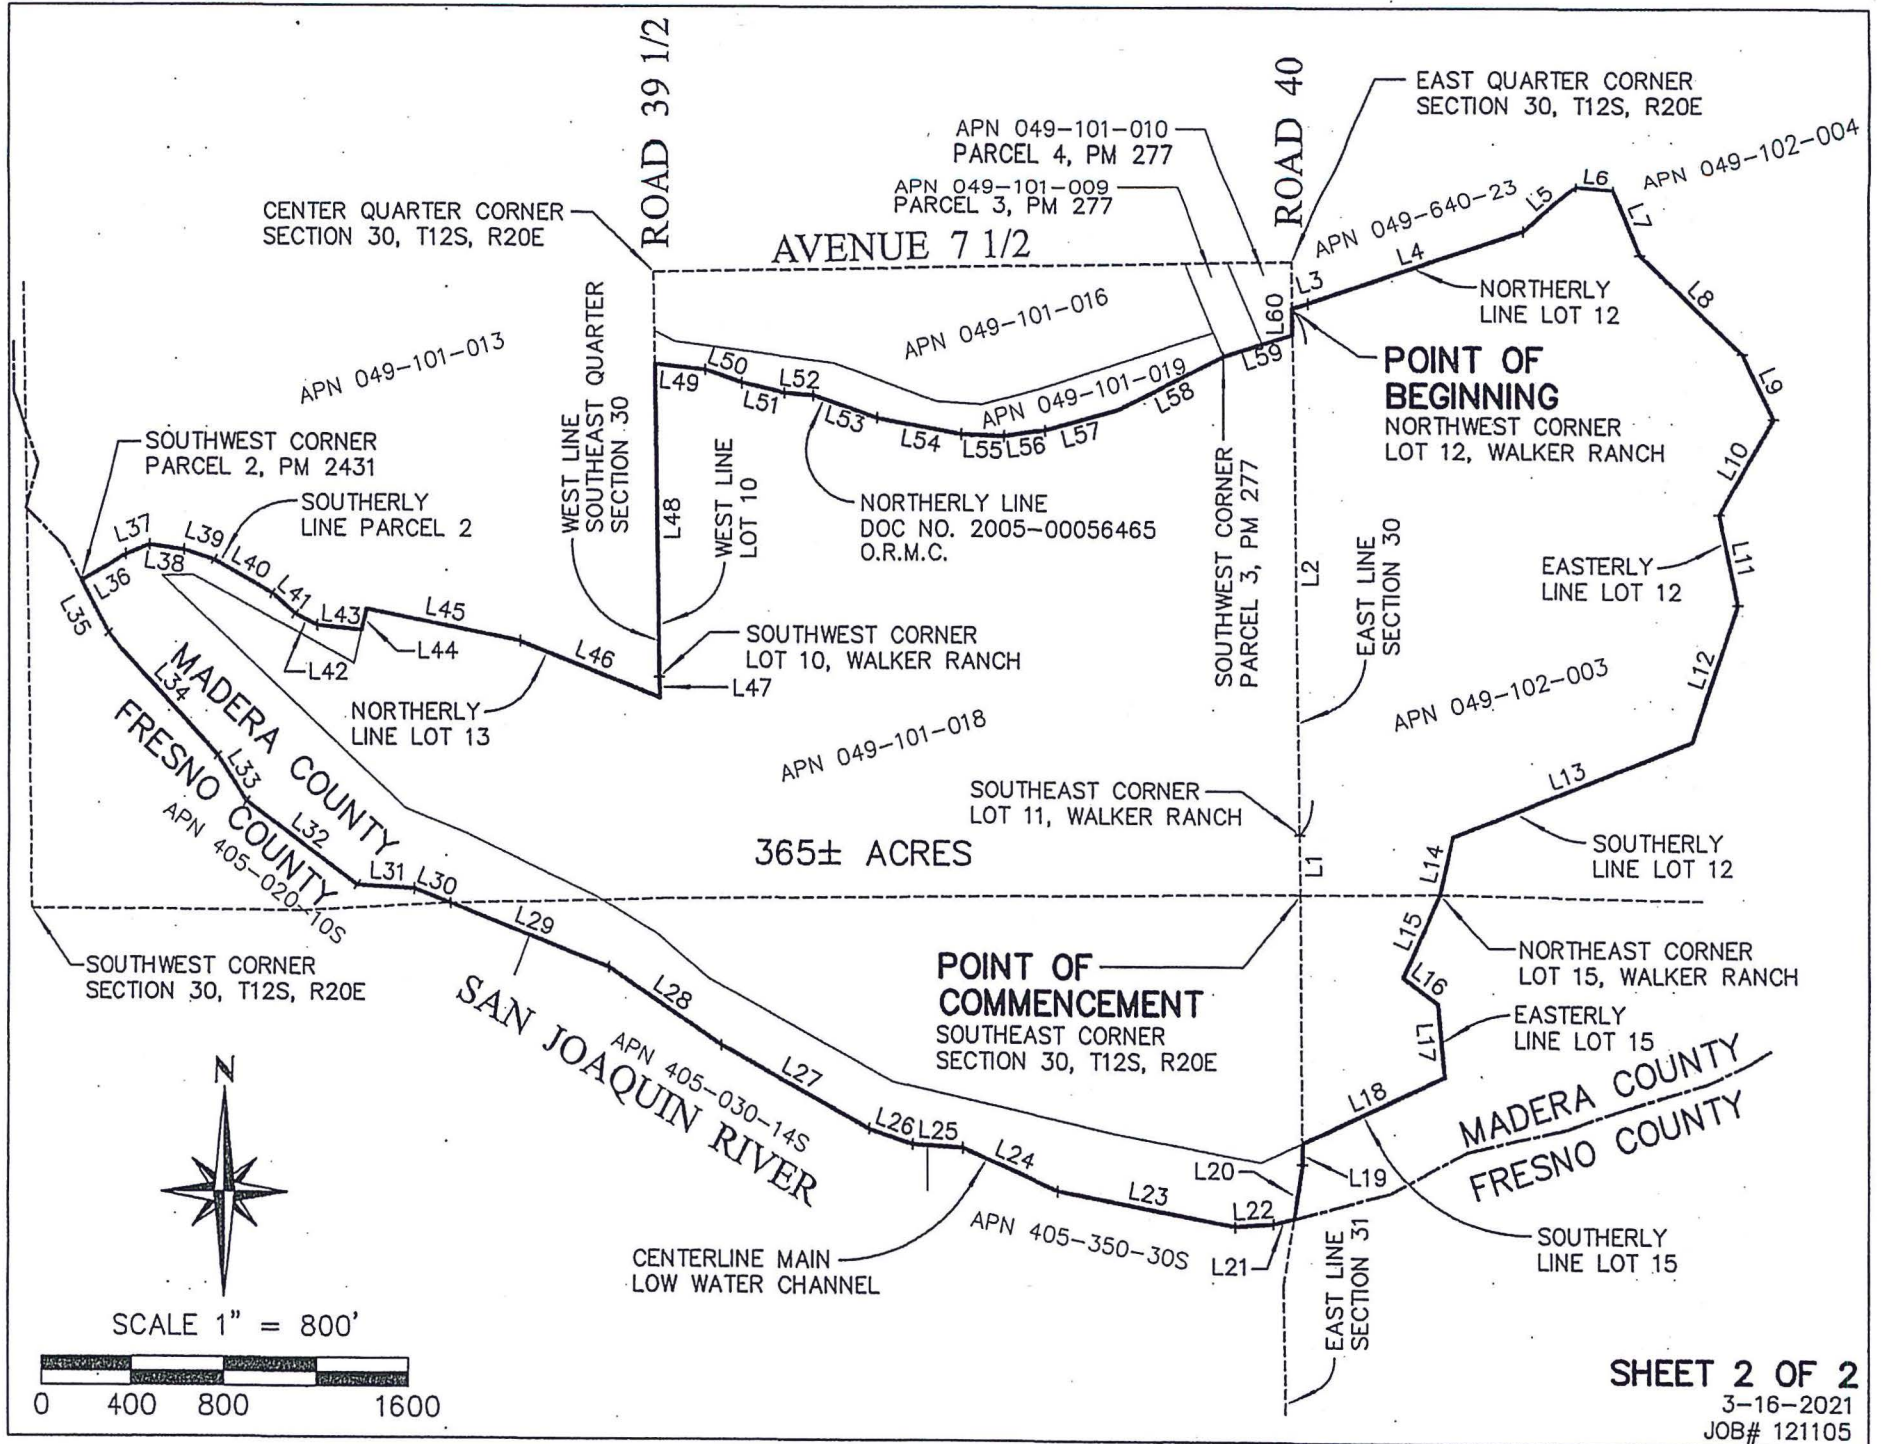 ROAD 39 1/2
ROAD 40
EAST QUARTER CORNER
SECTION 30, T12S, R20E
APN 049-101-010
PARCEL 4, PM 277
APN 049-101-009
PARCEL 3, PM 277
APN 049-102-004
CENTER QUARTER CORNER
SECTION 30, T12S, R20E
AVENUE 7 1/2
APN 049-640-23
L3
L4
L5
L6
L7
L8
L9
L10
L11
L12
L13
L14
L15
L16
L17
L18
L19
L20
L21
L22
L23
L24
L25
L26
L27
L28
L29
L30
L31
L32
L33
L34
L35
L36
L37
L38
L39
L40
L41
L42
L43
L44
L45
L46
L47
L48
L49
L50
L51
L52
L53
L54
L55
L56
L57
L58
L59
L60
L1
L2
NORTHERLY
LINE LOT 12
POINT OF
BEGINNING
NORTHWEST CORNER
LOT 12, WALKER RANCH
APN 049-101-013
APN 049-101-016
APN 049-101-019
WEST LINE
SOUTHEAST QUARTER
SECTION 30
WEST LINE
LOT 10
SOUTHWEST CORNER
PARCEL 2, PM 2431
SOUTHERLY
LINE PARCEL 2
NORTHERLY LINE
DOC NO. 2005-00056465
O.R.M.C.
SOUTHWEST CORNER
PARCEL 3, PM 277
EAST LINE
SECTION 30
EASTERLY
LINE LOT 12
SOUTHWEST CORNER
LOT 10, WALKER RANCH
NORTHERLY
LINE LOT 13
MADERA COUNTY
FRESNO COUNTY
APN 405-020-10S
APN 049-101-018
APN 049-102-003
SOUTHEAST CORNER
LOT 11, WALKER RANCH
365± ACRES
SOUTHERLY
LINE LOT 12
SOUTHWEST CORNER
SECTION 30, T12S, R20E
SAN JOAQUIN RIVER
APN 405-030-14S
POINT OF
COMMENCEMENT
SOUTHEAST CORNER
SECTION 30, T12S, R20E
NORTHEAST CORNER
LOT 15, WALKER RANCH
EASTERLY
LINE LOT 15
MADERA COUNTY
FRESNO COUNTY
N
CENTERLINE MAIN
LOW WATER CHANNEL
APN 405-350-30S
EAST LINE
SECTION 31
SOUTHERLY
LINE LOT 15
SCALE 1" = 800'
0 400 800 1600
SHEET 2 OF 2
3-16-2021
JOB# 121105